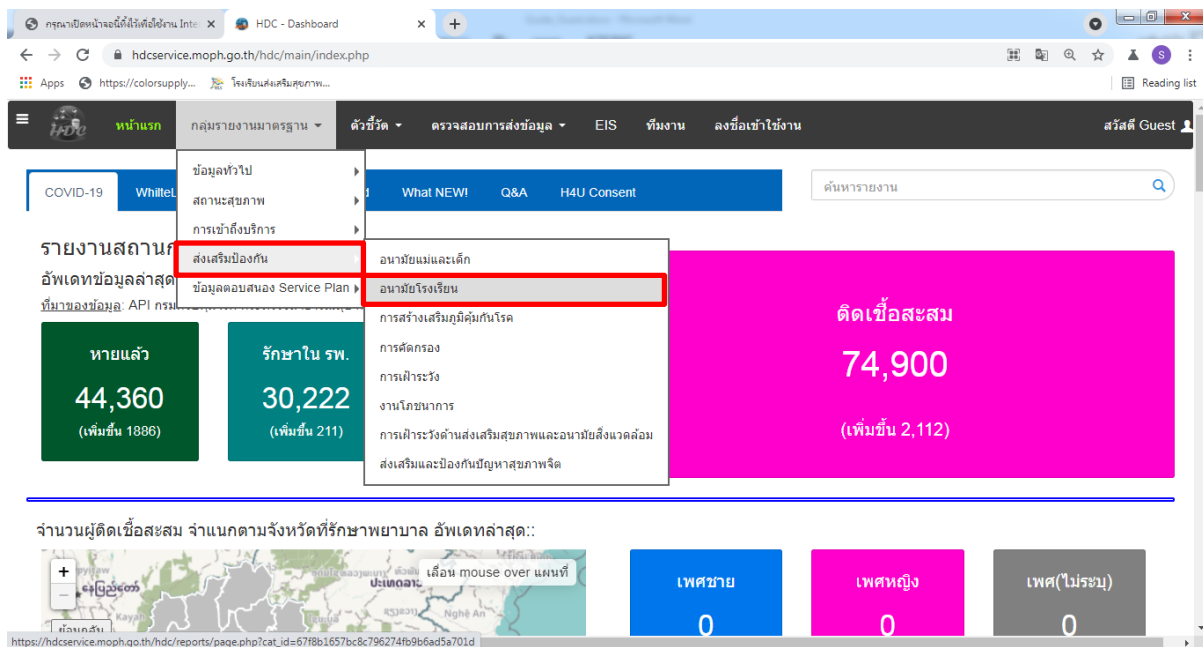 กรุณาเปิดหน้าจอนี้ทิ้งไว้เพื่อใช้งาน Inte
HDC - Dashboard
hdcservice.moph.go.th/hdc/main/index.php
S
Apps
https://colorsupply...
โรงเรียนส่งเสริมสุขภาพ...
Reading list
HDC
หน้าแรก
กลุ่มรายงานมาตรฐาน
ตัวชี้วัด
ตรวจสอบการส่งข้อมูล
EIS
ทีมงาน
ลงชื่อเข้าใช้งาน
สวัสดี Guest
ข้อมูลทั่วไป
สถานะสุขภาพ
การเข้าถึงบริการ
ส่งเสริมป้องกัน
ข้อมูลตอบสนอง Service Plan
COVID-19
What NEW!
Q&A
H4U Consent
ค้นหารายงาน
อนามัยแม่และเด็ก
อนามัยโรงเรียน
การสร้างเสริมภูมิคุ้มกันโรค
การคัดกรอง
การเฝ้าระวัง
งานโภชนาการ
การเฝ้าระวังด้านส่งเสริมสุขภาพและอนามัยสิ่งแวดล้อม
ส่งเสริมและป้องกันปัญหาสุขภาพจิต
อัพเดทข้อมูลล่าสุด
ที่มาของข้อมูล: API
หายแล้ว
44,360
(เพิ่มขึ้น 1886)
รักษาใน รพ.
30,222
(เพิ่มขึ้น 211)
ติดเชื้อสะสม
74,900
(เพิ่มขึ้น 2,112)
จำนวนผู้ติดเชื้อสะสม จำแนกตามจังหวัดที่รักษาพยาบาล อัพเดทล่าสุด::
+
−
เลื่อน mouse over แผนที่
Nghệ An
ย้อนกลับ
เพศชาย
0
เพศหญิง
0
เพศ(ไม่ระบุ)
0
https://hdcservice.moph.go.th/hdc/reports/page.php?cat_id=67f8b1657bc8c796274fb9b6ad5a701d